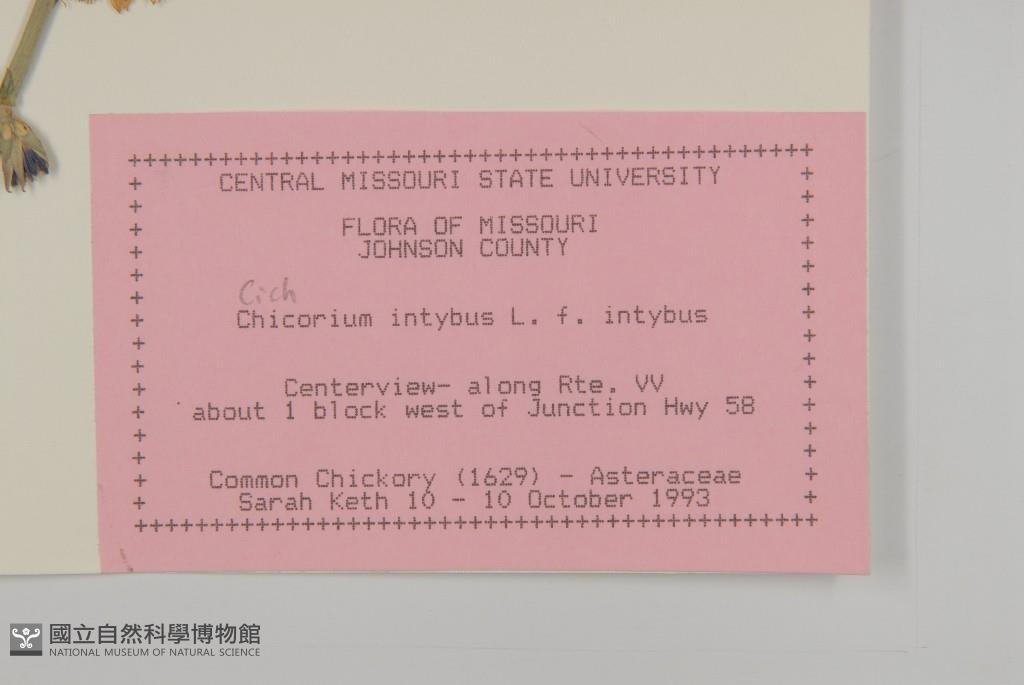 CENTRAL MISSOURI STATE UNIVERSITY
FLORA OF MISSOURI
JOHNSON COUNTY
Cich
Chicorium intybus L. f. intybus
Centerview- along Rte. VV
about 1 block west of Junction Hwy 58
Common Chickory (1629) - Asteraceae
Sarah Keth 10 - 10 October 1993
國立自然科學博物館
NATIONAL MUSEUM OF NATURAL SCIENCE